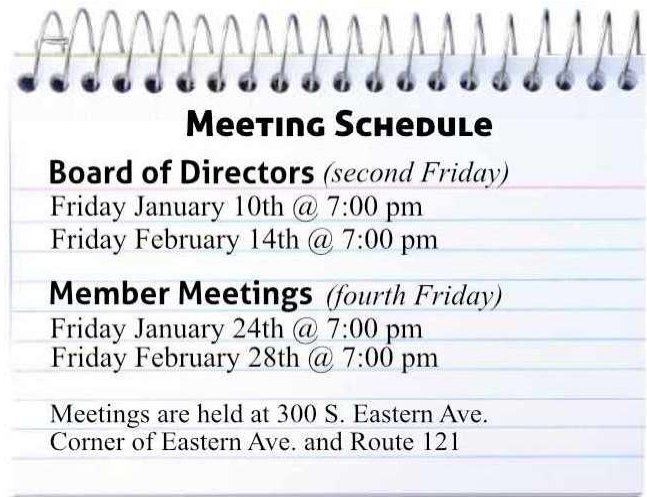 Meeting Schedule
Board of Directors (second Friday)
Friday January 10th @ 7:00 pm
Friday February 14th @ 7:00 pm
Member Meetings (fourth Friday)
Friday January 24th @ 7:00 pm
Friday February 28th @ 7:00 pm
Meetings are held at 300 S. Eastern Ave.
Corner of Eastern Ave. and Route 121